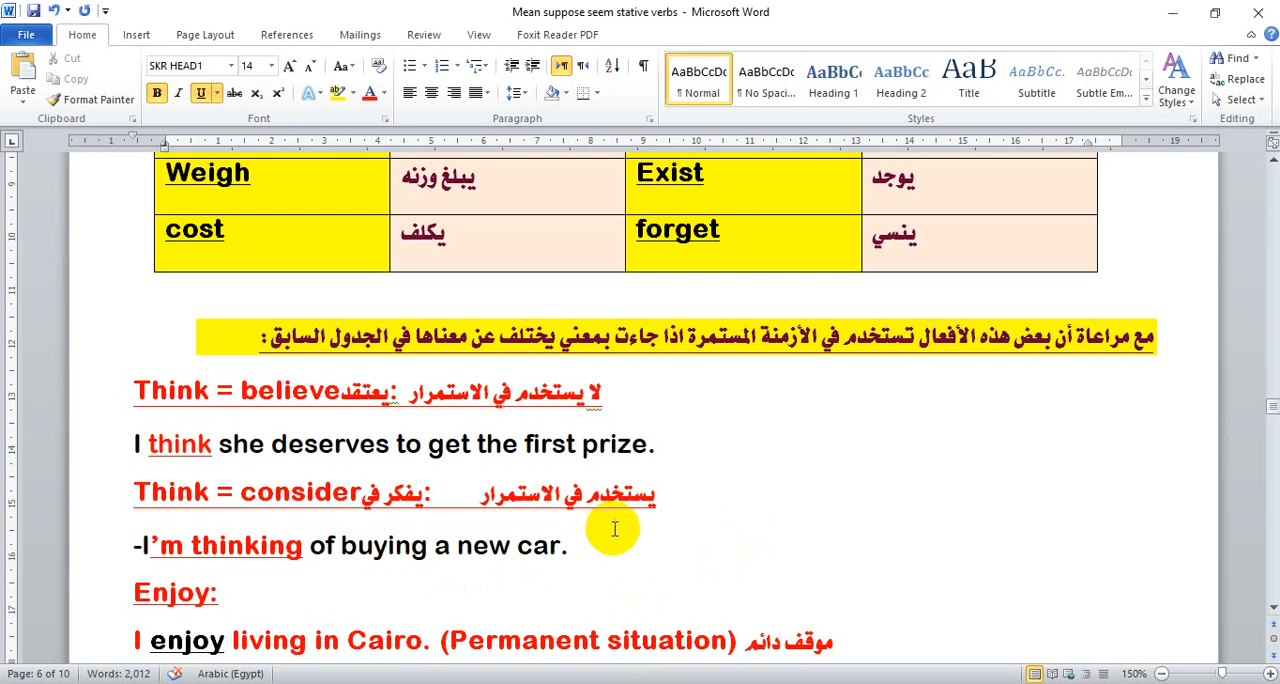 Mean suppose seem stative verbs - Microsoft Word
File Home Insert Page Layout References Mailings Review View Foxit Reader PDF
Paste
Cut
Copy
Format Painter
Clipboard
SKR HEAD1 14
Font
Paragraph
AaBbCcDc AaBbCcDc AaBbC AaBbCc AaB AaBbCc. AaBbCcDc
¶ Normal ¶ No Spaci... Heading 1 Heading 2 Title Subtitle Subtle Em...
Change Styles
Styles
Find
Replace
Select
Editing
Weigh يبلغ وزنه Exist يوجد
cost يكلف forget ينسي
مع مراعاة أن بعض هذه الأفعال تستخدم في الأزمنة المستمرة اذا جاءت بمعني يختلف عن معناها في الجدول السابق :
Think = believe يعتقد: لا يستخدم في الاستمرار
I think she deserves to get the first prize.
Think = consider يفكر في: يستخدم في الاستمرار
-I'm thinking of buying a new car.
Enjoy:
I enjoy living in Cairo. (Permanent situation) موقف دائم
Page: 6 of 10 Words: 2,012 Arabic (Egypt) 150%